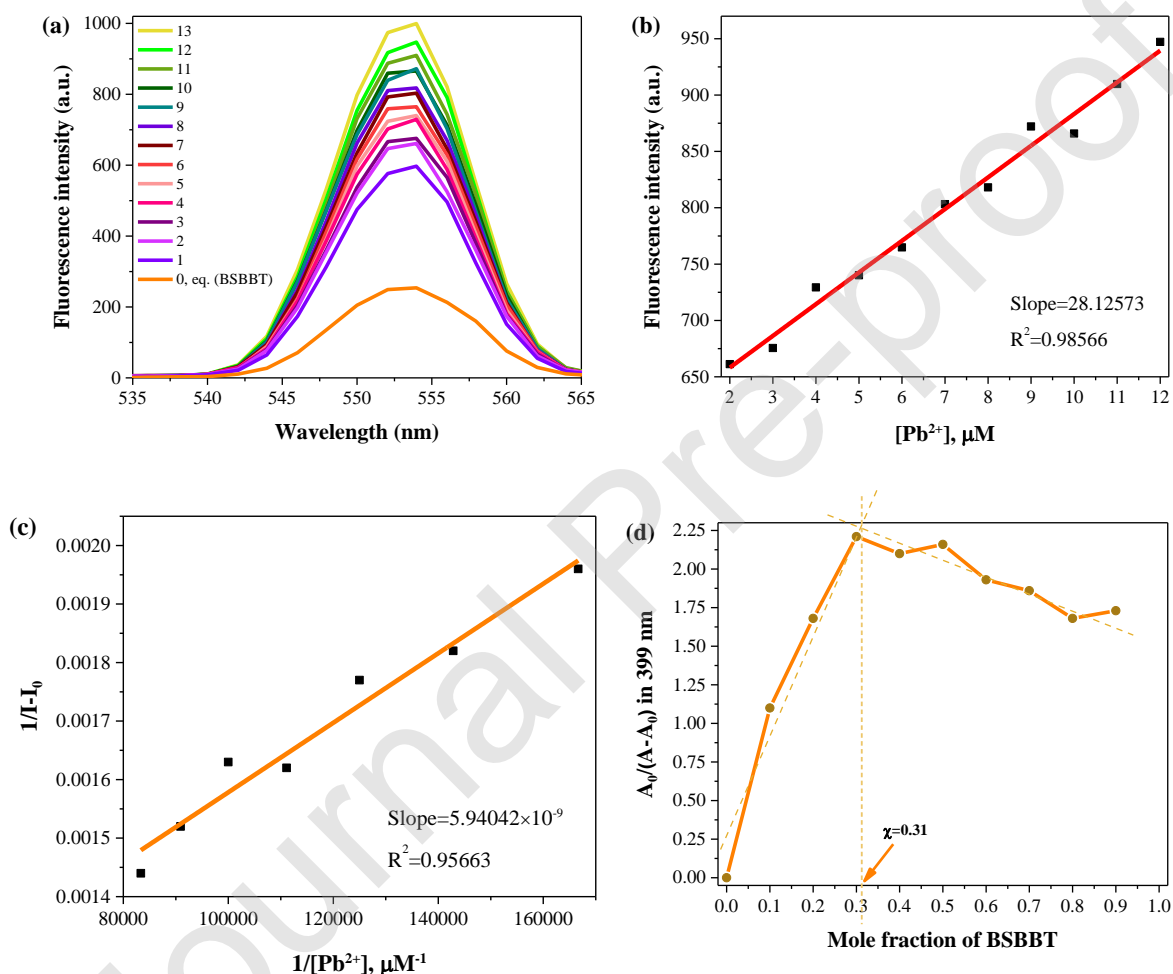 (a)
1000
800
600
400
200
0
Fluorescence intensity (a.u.)
13
12
11
10
9
8
7
6
5
4
3
2
1
0, eq. (BSBBT)
535 540 545 550 555 560 565
Wavelength (nm)
(b)
950
900
850
800
750
700
650
Fluorescence intensity (a.u.)
Slope=28.12573
R²=0.98566
2 3 4 5 6 7 8 9 10 11 12
[Pb²⁺], μM
(c)
0.0020
0.0019
0.0018
0.0017
0.0016
0.0015
0.0014
1/I-I₀
Slope=5.94042×10⁻⁹
R²=0.95663
80000 100000 120000 140000 160000
1/[Pb²⁺], μM⁻¹
(d)
2.25
2.00
1.75
1.50
1.25
1.00
0.75
0.50
0.25
0.00
A₀/(A-A₀) in 399 nm
χ=0.31
0.0 0.1 0.2 0.3 0.4 0.5 0.6 0.7 0.8 0.9 1.0
Mole fraction of BSBBT
Journal Pre-proof